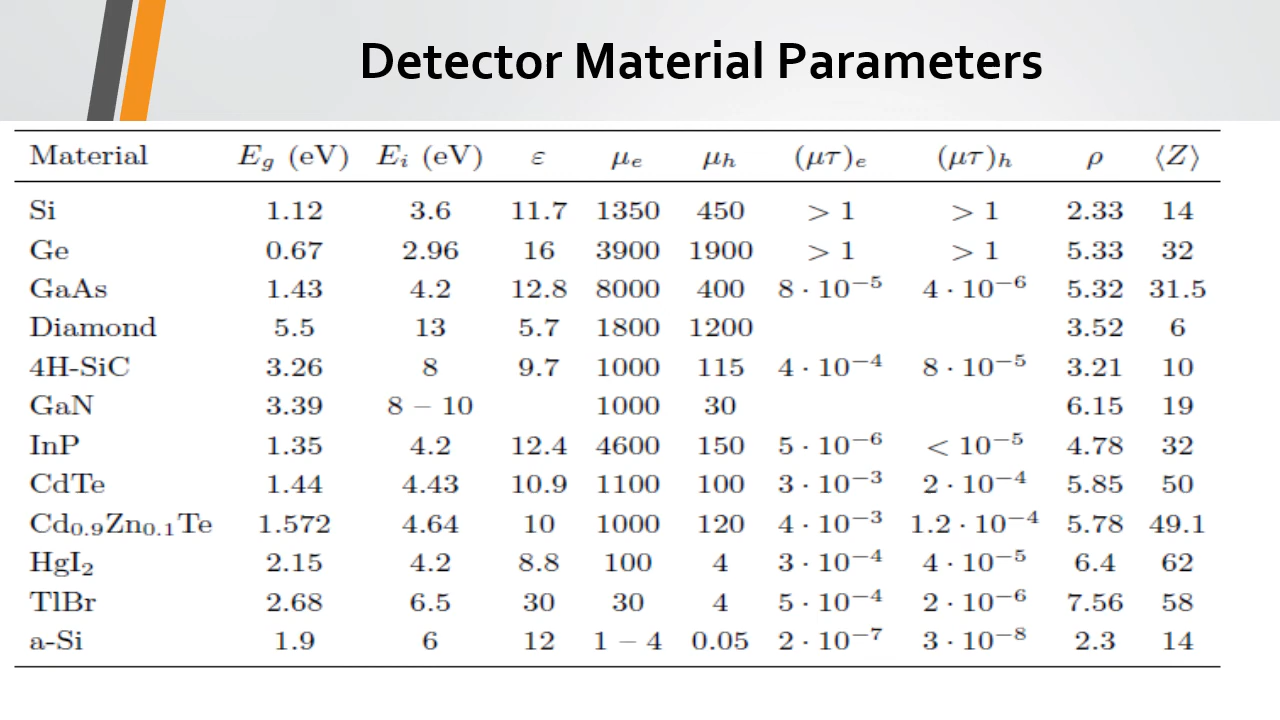 Detector Material Parameters
Material E_g (eV) E_i (eV) ε μ_e μ_h (μτ)_e (μτ)_h ρ ⟨Z⟩
Si 1.12 3.6 11.7 1350 450 > 1 > 1 2.33 14
Ge 0.67 2.96 16 3900 1900 > 1 > 1 5.33 32
GaAs 1.43 4.2 12.8 8000 400 8 · 10⁻⁵ 4 · 10⁻⁶ 5.32 31.5
Diamond 5.5 13 5.7 1800 1200 3.52 6
4H-SiC 3.26 8 9.7 1000 115 4 · 10⁻⁴ 8 · 10⁻⁵ 3.21 10
GaN 3.39 8 – 10 1000 30 6.15 19
InP 1.35 4.2 12.4 4600 150 5 · 10⁻⁶ < 10⁻⁵ 4.78 32
CdTe 1.44 4.43 10.9 1100 100 3 · 10⁻³ 2 · 10⁻⁴ 5.85 50
Cd₀.₉Zn₀.₁Te 1.572 4.64 10 1000 120 4 · 10⁻³ 1.2 · 10⁻⁴ 5.78 49.1
HgI₂ 2.15 4.2 8.8 100 4 3 · 10⁻⁴ 4 · 10⁻⁵ 6.4 62
TlBr 2.68 6.5 30 30 4 5 · 10⁻⁴ 2 · 10⁻⁶ 7.56 58
a-Si 1.9 6 12 1 – 4 0.05 2 · 10⁻⁷ 3 · 10⁻⁸ 2.3 14